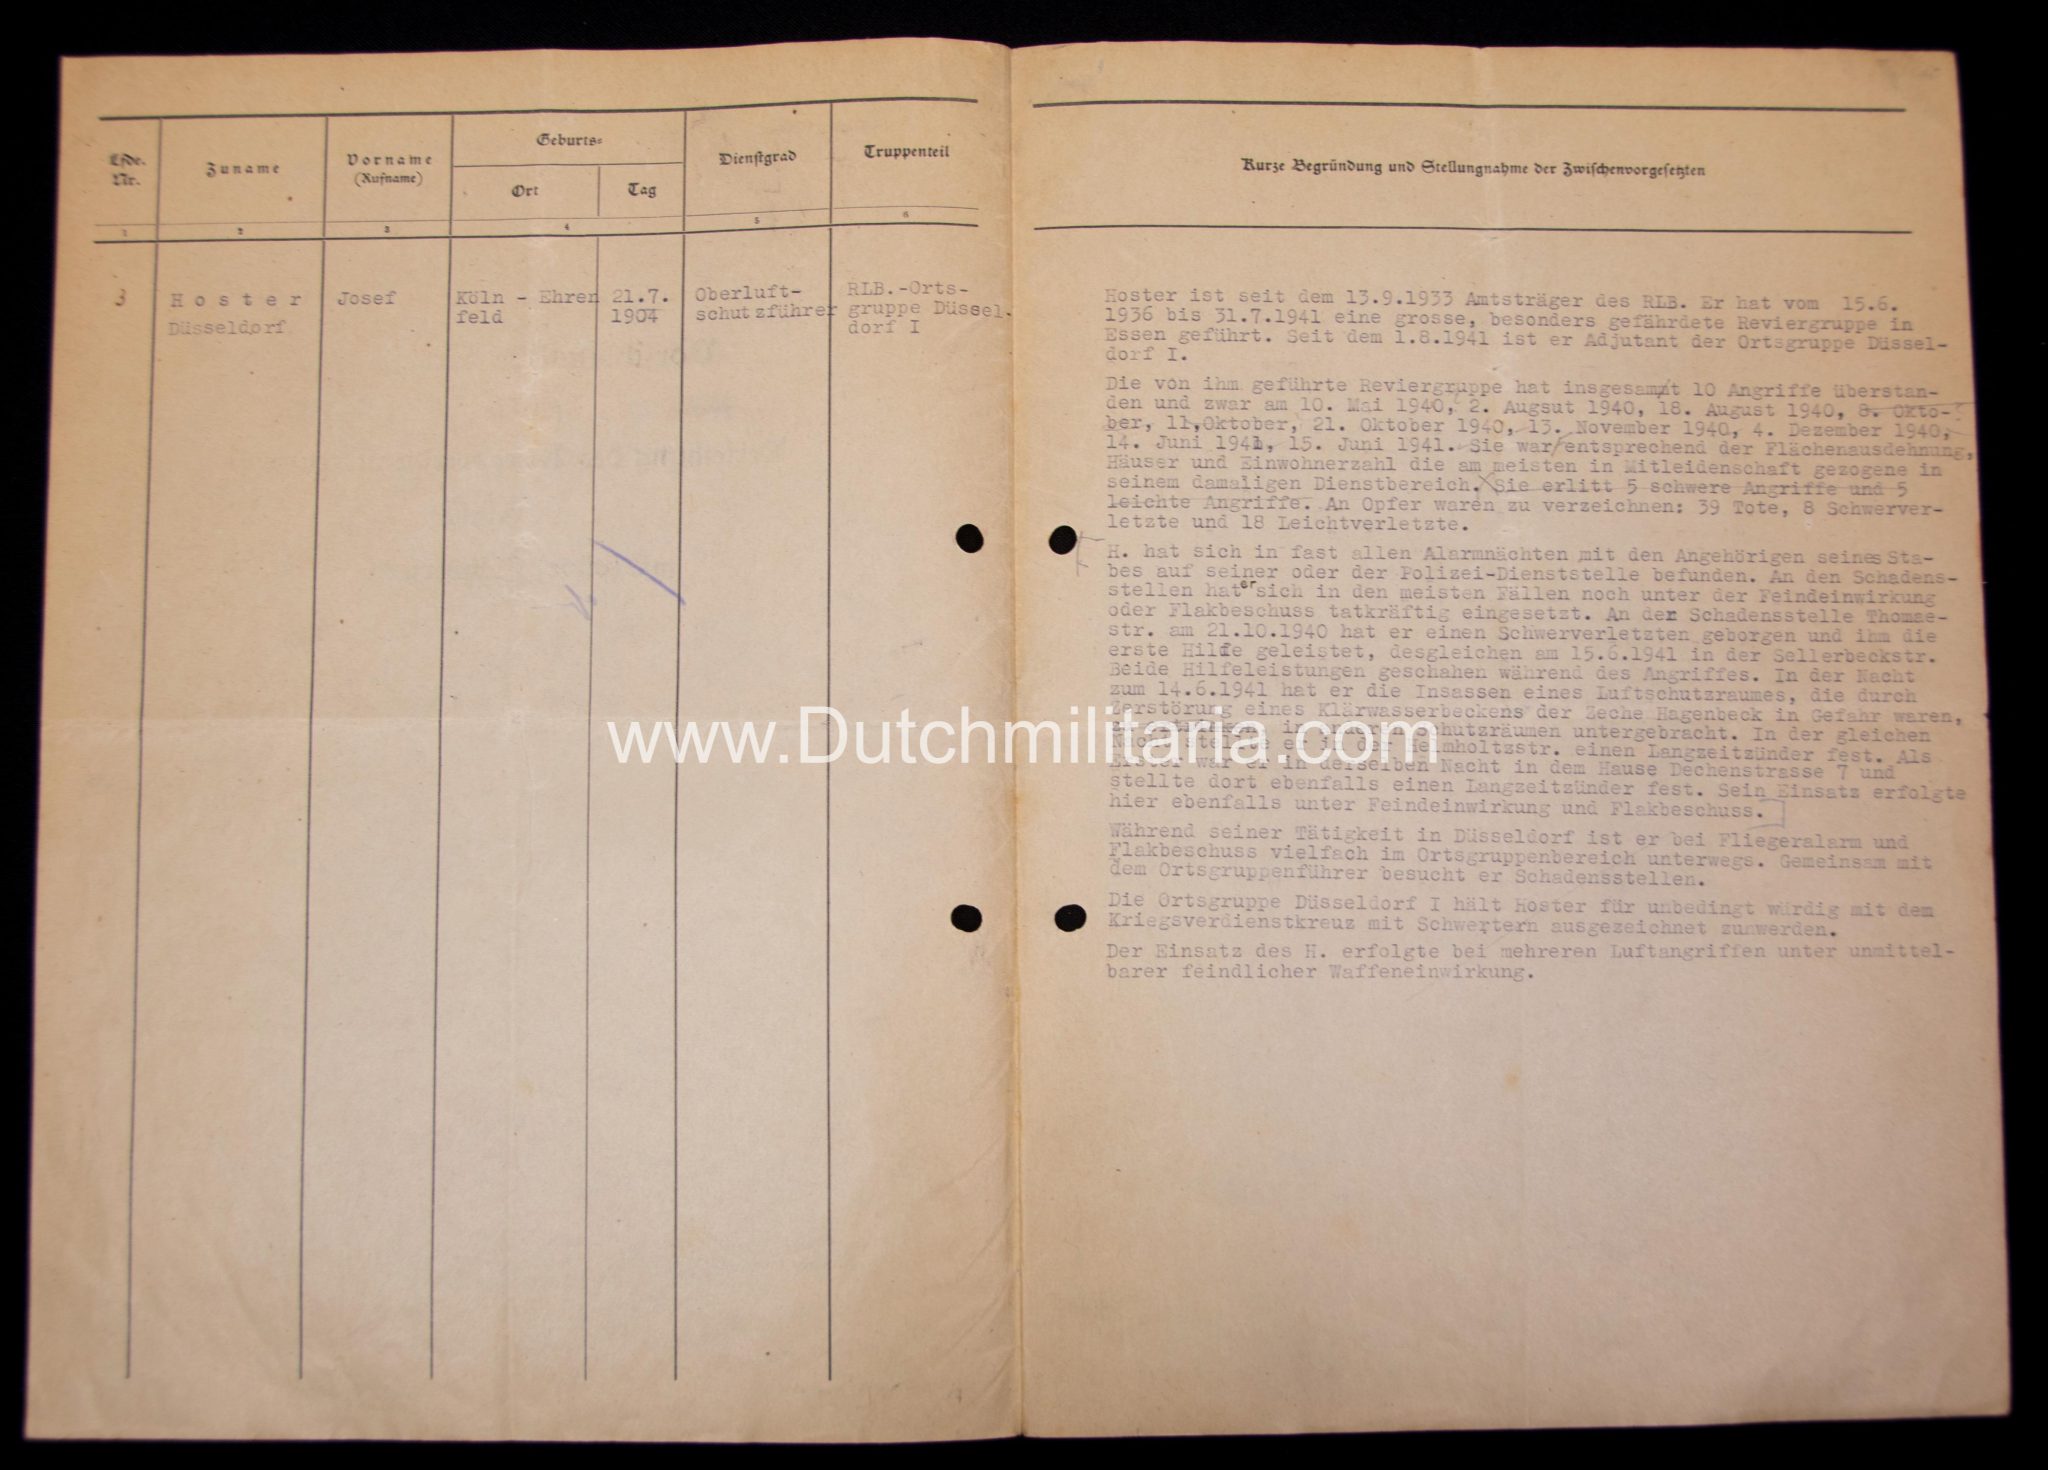 Lfde. Nr.
Zuname
Vorname
(Rufname)
Geburts=
Ort
Tag
Dienstgrad
Truppenteil
1 2 3 4 5 6
3
Hoster
Düsseldorf
Josef
Köln - Ehren
feld
21.7.
1904
Oberluft-
schutzführer
RLB.-Orts-
gruppe Düssel-
dorf I
Kurze Begründung und Stellungnahme der Zwischenvorgesetzten
Hoster ist seit dem 13.9.1933 Amtsträger des RLB. Er hat vom 15.6.
1936 bis 31.7.1941 eine grosse, besonders gefährdete Reviergruppe in
Essen geführt. Seit dem 1.8.1941 ist er Adjutant der Ortsgruppe Düssel-
dorf I.
Die von ihm geführte Reviergruppe hat insgesamt 10 Angriffe überstan-
den und zwar am 10. Mai 1940, 2. Augsut 1940, 18. August 1940, 8. Okto-
ber, 11,Oktober, 21. Oktober 1940, 13. November 1940, 4. Dezember 1940,
14. Juni 1941, 15. Juni 1941. Sie war entsprechend der Flächenausdehnung,
Häuser und Einwohnerzahl die am meisten in Mitleidenschaft gezogene in
seinem damaligen Dienstbereich. Sie erlitt 5 schwere Angriffe und 5
leichte Angriffe. An Opfer waren zu verzeichnen: 39 Tote, 8 Schwerver-
letzte und 18 Leichtverletzte.
H. hat sich in fast allen Alarmnächten mit den Angehörigen seines Sta-
bes auf seiner oder der Polizei-Dienststelle befunden. An den Schadens-
stellen hat er sich in den meisten Fällen noch unter der Feindeinwirkung
oder Flakbeschuss tatkräftig eingesetzt. An der Schadensstelle Thomae-
str. am 21.10.1940 hat er einen Schwerverletzten geborgen und ihm die
erste Hilfe geleistet, desgleichen am 15.6.1941 in der Sellerbeckstr.
Beide Hilfeleistungen geschahen während des Angriffes. In der Nacht
zum 14.6.1941 hat er die Insassen eines Luftschutzraumes, die durch
Zerstörung eines Klärwasserbeckens der Zeche Hagenbeck in Gefahr waren,
in Schutzräumen untergebracht. In der gleichen
Nacht stellte er in der Helmholtzstr. einen Langzeitzünder fest. Als
Erster war er in derselben Nacht in dem Hause Dechenstrasse 7 und
stellte dort ebenfalls einen Langzeitzünder fest. Sein Einsatz erfolgte
hier ebenfalls unter Feindeinwirkung und Flakbeschuss.
Während seiner Tätigkeit in Düsseldorf ist er bei Fliegeralarm und
Flakbeschuss vielfach im Ortsgruppenbereich unterwegs. Gemeinsam mit
dem Ortsgruppenführer besucht er Schadensstellen.
Die Ortsgruppe Düsseldorf I hält Hoster für unbedingt würdig mit dem
Kriegsverdienstkreuz mit Schwertern ausgezeichnet zuwerden.
Der Einsatz des H. erfolgte bei mehreren Luftangriffen unter unmittel-
barer feindlicher Waffeneinwirkung.
www.Dutchmilitaria.com